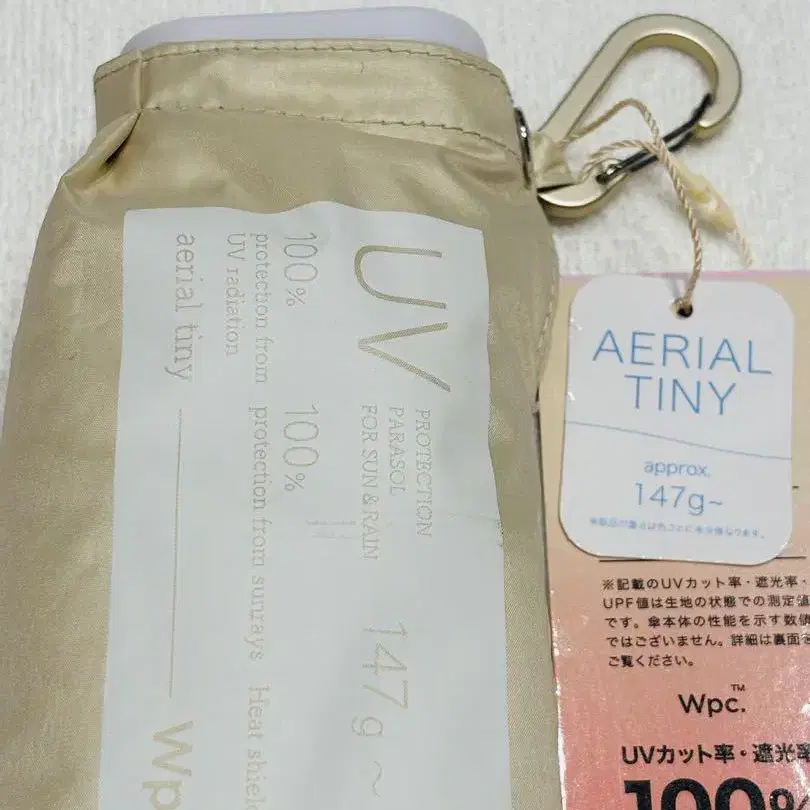 UV
PROTECTION
PARASOL
FOR SUN & RAIN
147g ~
100%
protection from
UV radiation
100%
protection from sunrays
Heat shield
aerial tiny
Wp
AERIAL
TINY
approx.
147g~
※記載のUVカット率・遮光率・
UPF値は生地の状態での測定値
です。傘本体の性能を示す数値
ではございません。詳細は裏面を
ご覧ください。
Wpc.™
UVカット率・遮光率
100%